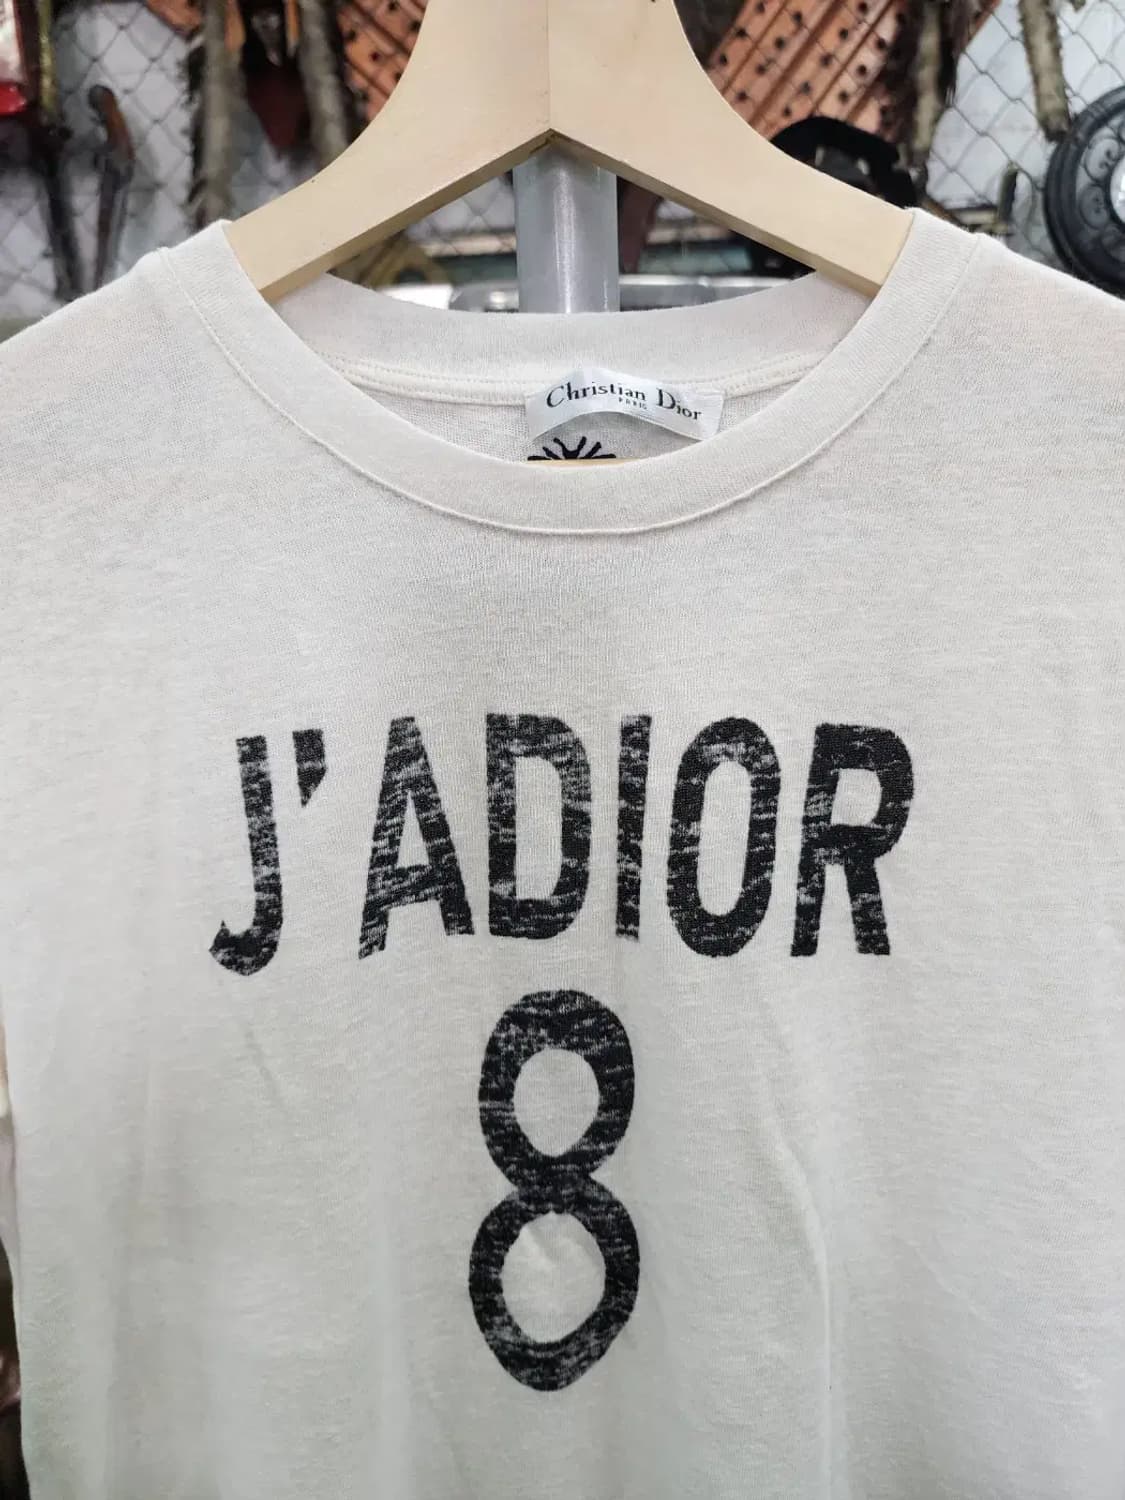 Christian Dior
PARIS
J'ADIOR
8